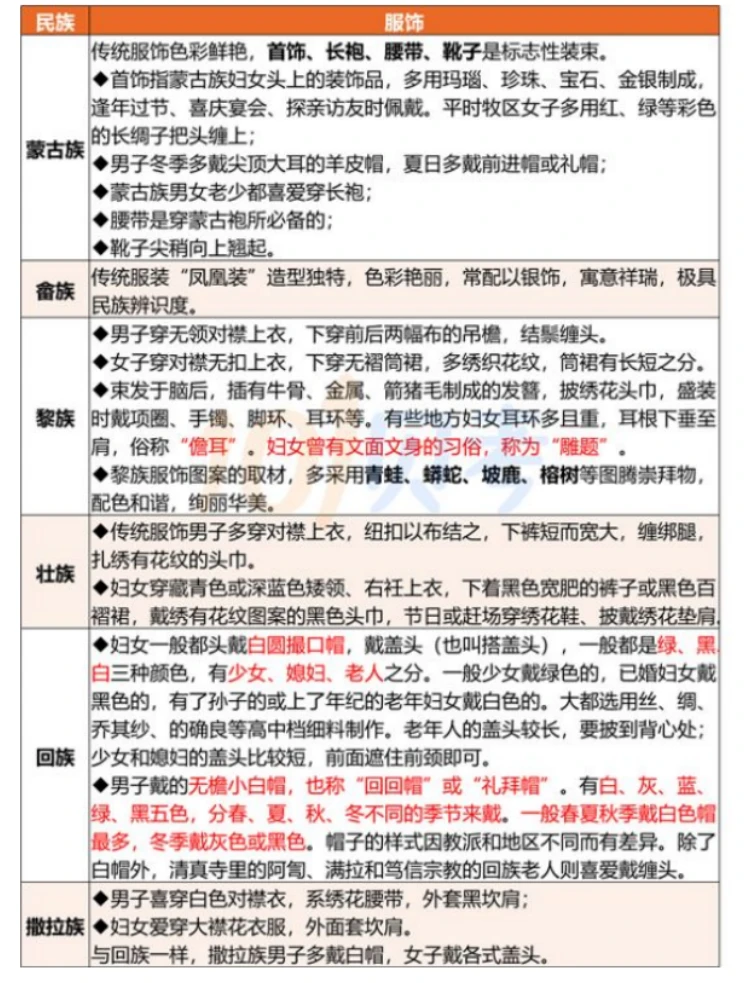 民族 服饰
蒙古族
传统服饰色彩鲜艳，首饰、长袍、腰带、靴子是标志性装束。
◆首饰指蒙古族妇女头上的装饰品，多用玛瑙、珍珠、宝石、金银制成，
逢年过节、喜庆宴会、探亲访友时佩戴。平时牧区女子多用红、绿等彩色
的长绸子把头缠上；
◆男子冬季多戴尖顶大耳的羊皮帽，夏日多戴前进帽或礼帽；
◆蒙古族男女老少都喜爱穿长袍；
◆腰带是穿蒙古袍所必备的；
◆靴子尖稍向上翘起。
畲族
传统服装“凤凰装”造型独特，色彩艳丽，常配以银饰，寓意祥瑞，极具
民族辨识度。
黎族
◆男子穿无领对襟上衣，下穿前后两幅布的吊檐，结鬃缠头。
◆女子穿对襟无扣上衣，下穿无褶筒裙，多绣织花纹，筒裙有长短之分。
◆束发于脑后，插有牛骨、金属、箭猪毛制成的发簪，披绣花头巾，盛装
时戴项圈、手镯、脚环、耳环等。有些地方妇女耳环多且重，耳根下垂至
肩，俗称“儋耳”。妇女曾有文面文身的习俗，称为“雕题”。
◆黎族服饰图案的取材，多采用青蛙、蟒蛇、坡鹿、榕树等图腾崇拜物，
配色和谐，绚丽华美。
壮族
◆传统服饰男子多穿对襟上衣，纽扣以布结之，下裤短而宽大，缠绑腿，
扎绣有花纹的头巾。
◆妇女穿藏青色或深蓝色矮领、右衽上衣，下着黑色宽肥的裤子或黑色百
褶裙，戴绣有花纹图案的黑色头巾，节日或赶场穿绣花鞋、披戴绣花垫肩。
回族
◆妇女一般都头戴白圆撮口帽，戴盖头（也叫搭盖头），一般都是绿、黑、
白三种颜色，有少女、媳妇、老人之分。一般少女戴绿色的，已婚妇女戴
黑色的，有了孙子的或上了年纪的老年妇女戴白色的。大都选用丝、绸、
乔其纱、的确良等高中档细料制作。老年人的盖头较长，要披到背心处；
少女和媳妇的盖头比较短，前面遮住前颈即可。
◆男子戴的无檐小白帽，也称“回回帽”或“礼拜帽”。有白、灰、蓝、
绿、黑五色，分春、夏、秋、冬不同的季节来戴。一般春夏秋季戴白色帽
最多，冬季戴灰色或黑色。帽子的样式因教派和地区不同而有差异。除了
白帽外，清真寺里的阿訇、满拉和笃信宗教的回族老人则喜爱戴缠头。
撒拉族
◆男子喜穿白色对襟衣，系绣花腰带，外套黑坎肩；
◆妇女爱穿大襟花衣服，外面套坎肩。
与回族一样，撒拉族男子多戴白帽，女子戴各式盖头。